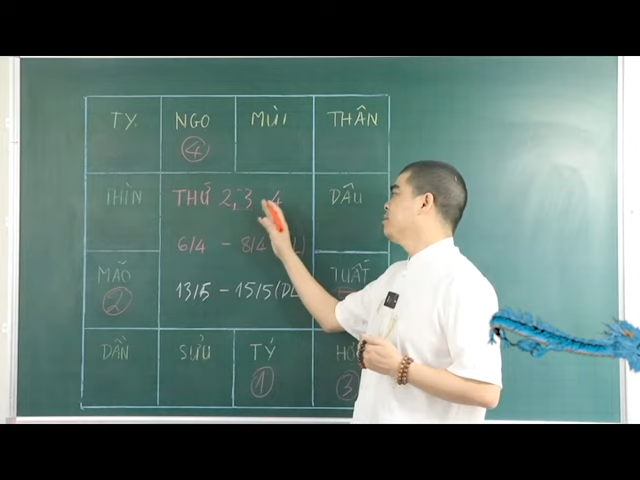 TỴ NGỌ MÙI THÂN
④
THÌN THỨ 2, 3, 4 DẬU
6/4 - 8/4
MÃO TUẤT
② 13/5 - 15/5 (DL
DẦN SỬU TÝ HỢI
① ③